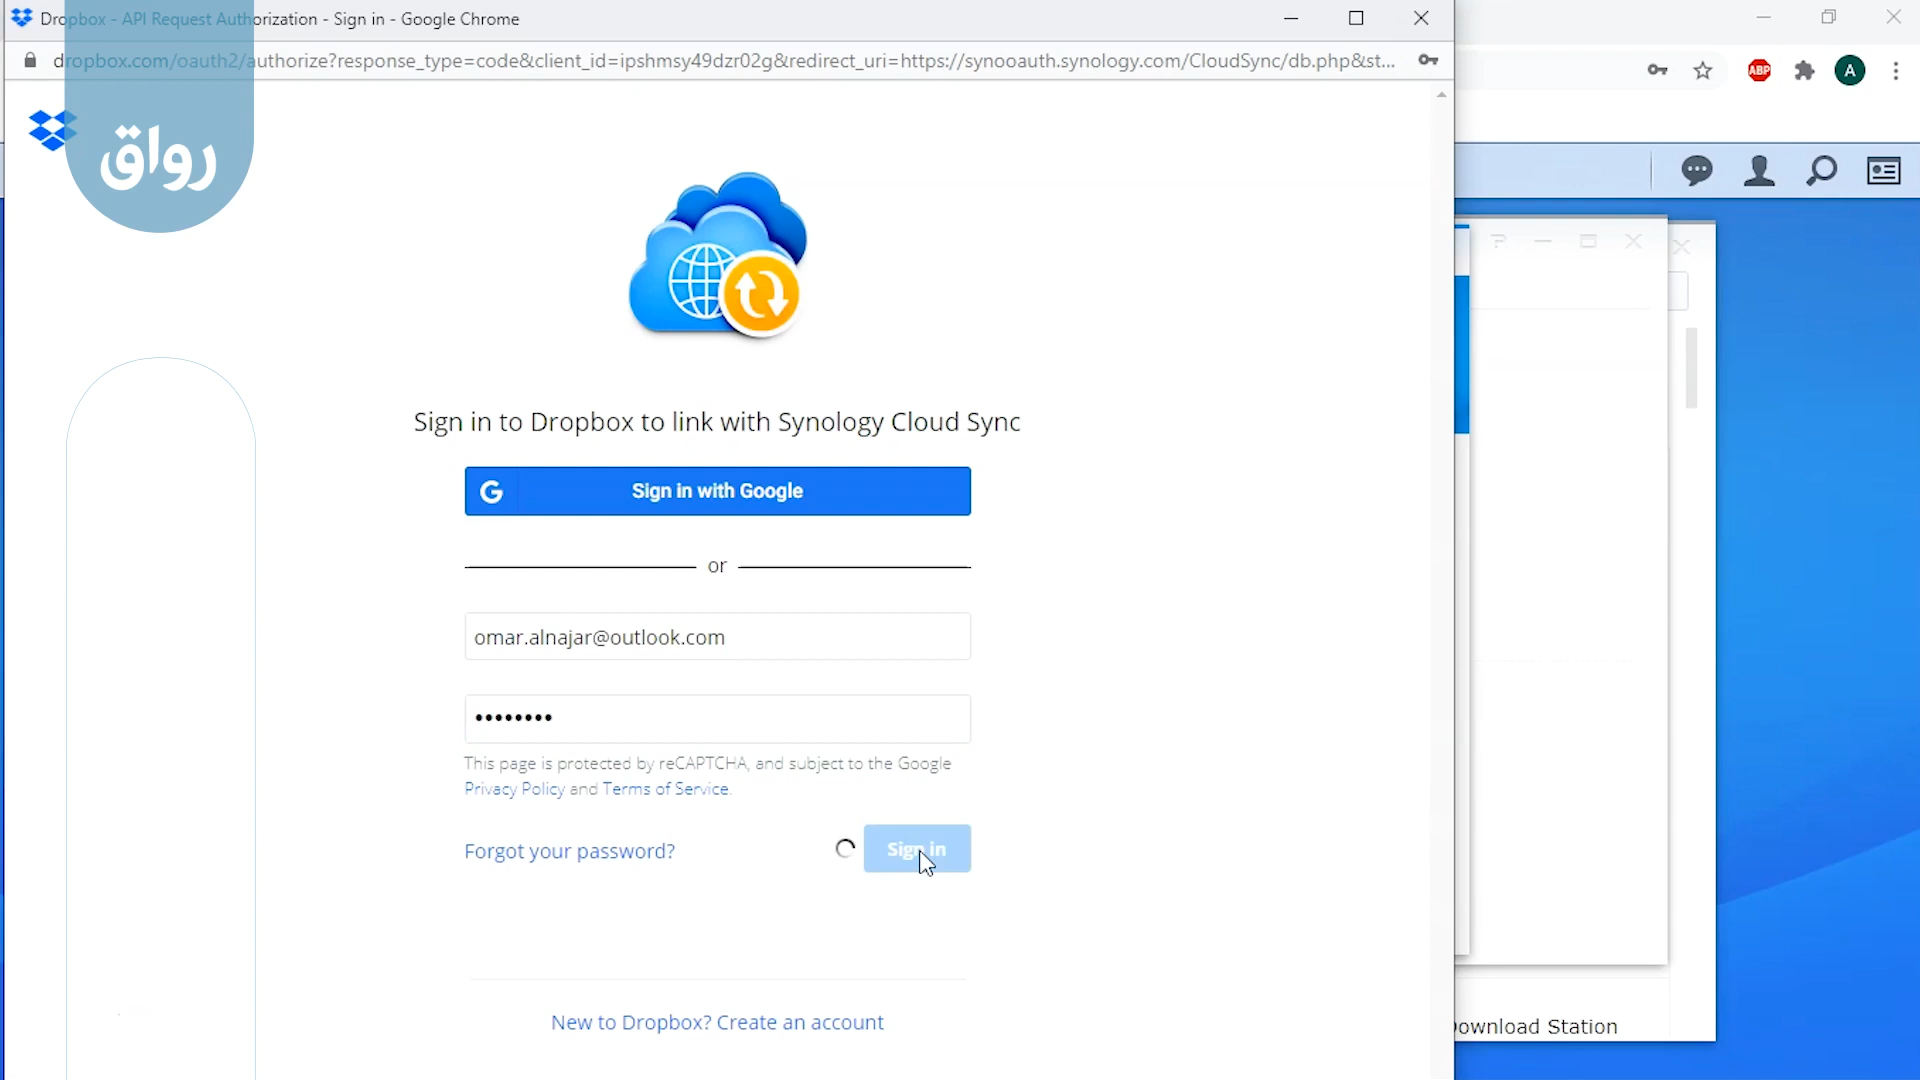 Dropbox - API Request Authorization - Sign in - Google Chrome
dropbox.com/oauth2/authorize?response_type=code&client_id=ipshmsy49dzr02g&redirect_uri=https://synooauth.synology.com/CloudSync/db.php&st...
ABP
A
رواق
Sign in to Dropbox to link with Synology Cloud Sync
G
Sign in with Google
or
omar.alnajar@outlook.com
••••••••
This page is protected by reCAPTCHA, and subject to the Google
Privacy Policy and Terms of Service.
Forgot your password?
Sign in
New to Dropbox? Create an account
ownload Station